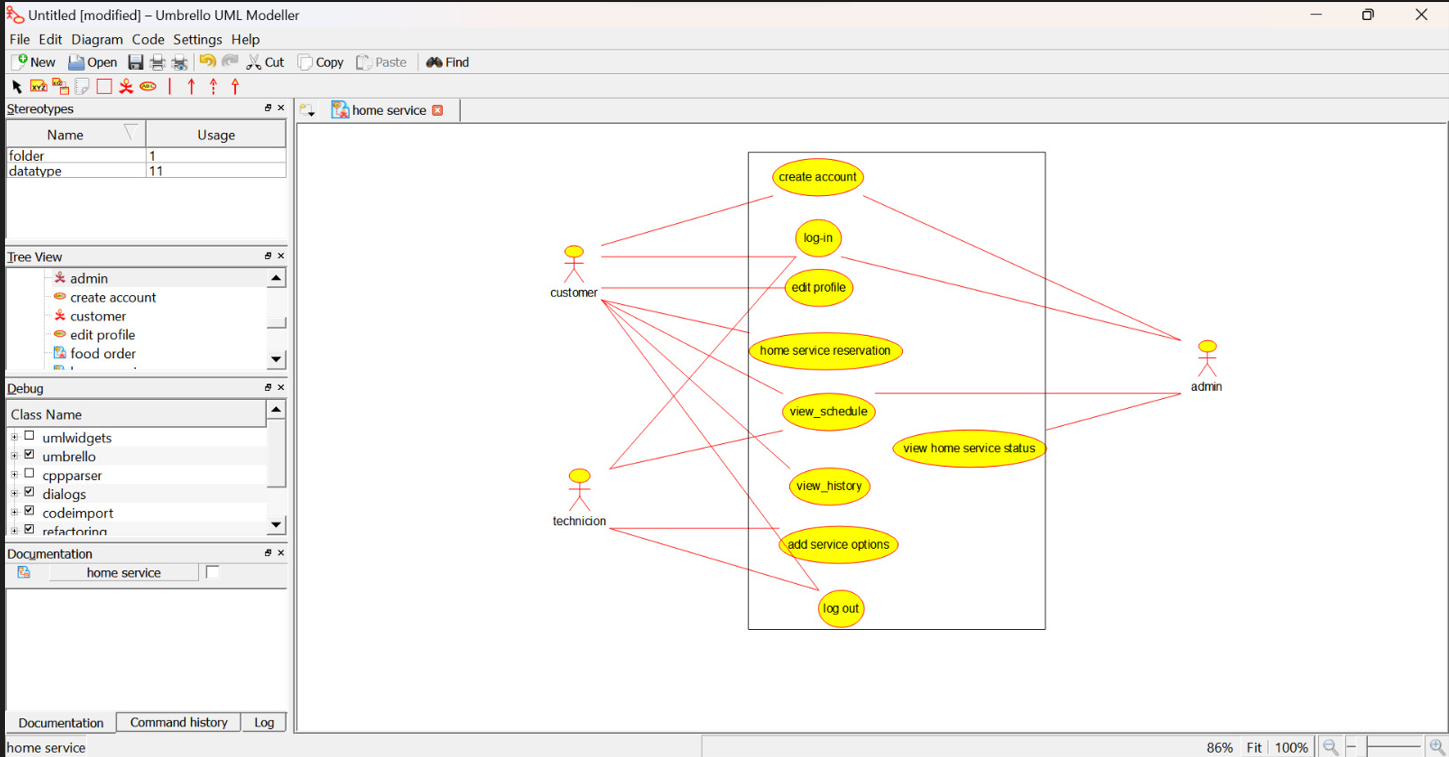 Untitled [modified] – Umbrello UML Modeller
File Edit Diagram Code Settings Help
New Open Cut Copy Paste Find
XYZ ABC
Stereotypes
home service
Name Usage
folder 1
datatype 11
Tree View
admin
create account
customer
edit profile
food order
Debug
Class Name
umlwidgets
umbrello
cppparser
dialogs
codeimport
refactoring
Documentation
home service
create account
log-in
edit profile
customer
home service reservation
admin
view_schedule
view home service status
view_history
technicion
add service options
log out
Documentation Command history Log
home service
86% Fit 100%